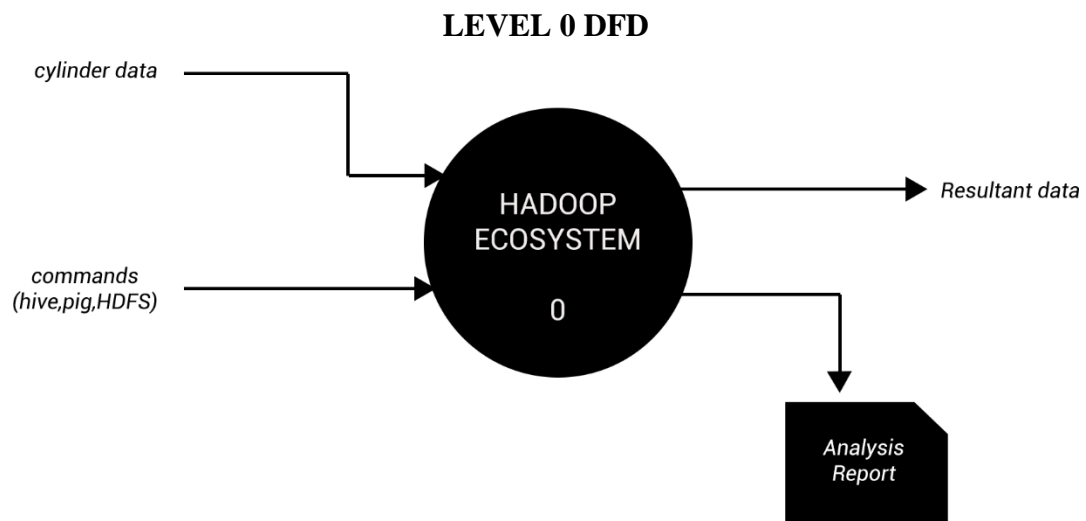 LEVEL 0 DFD
cylinder data
HADOOP
ECOSYSTEM
0
Resultant data
commands
(hive,pig,HDFS)
Analysis
Report